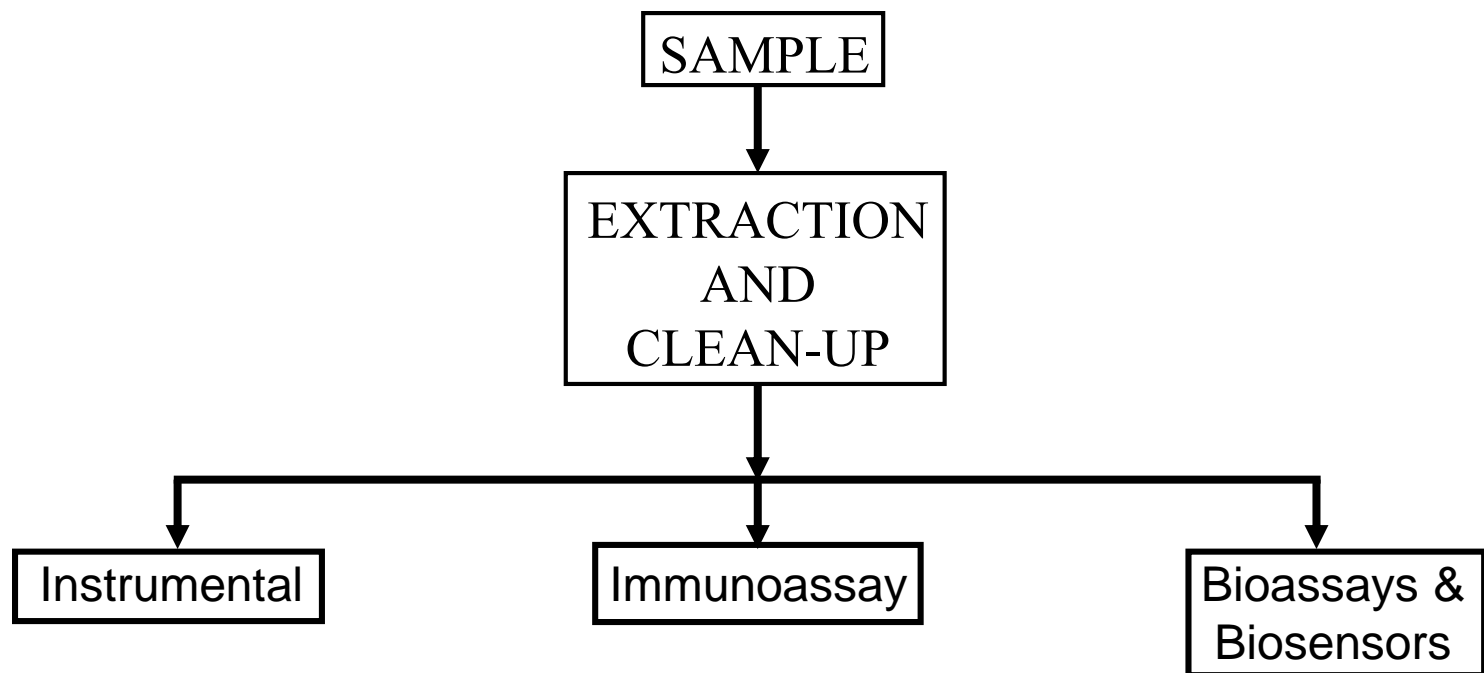 SAMPLE
EXTRACTION
AND
CLEAN-UP
Instrumental
Immunoassay
Bioassays &
Biosensors